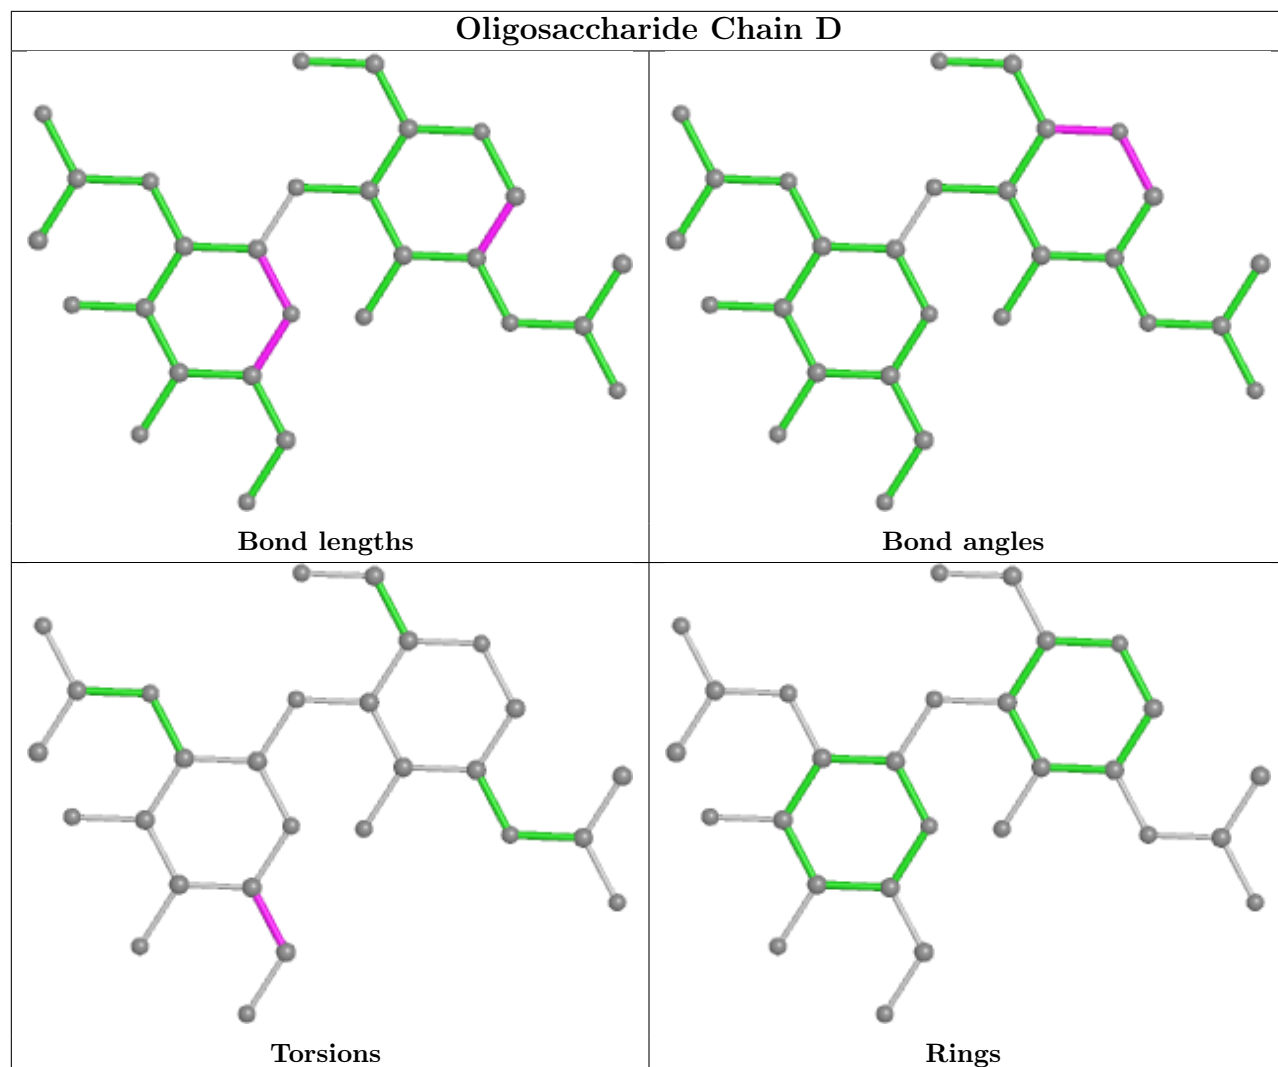 Oligosaccharide Chain D
Bond lengths
Bond angles
Torsions
Rings